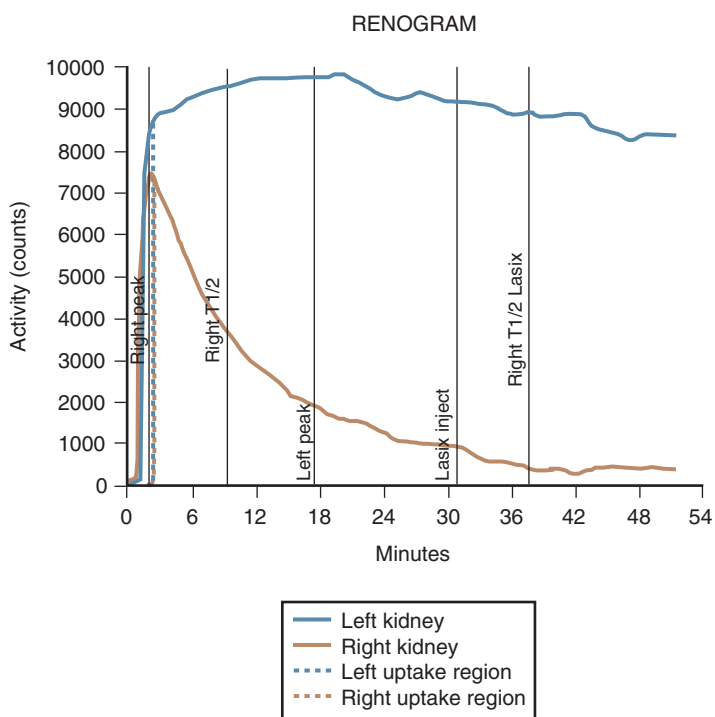 RENOGRAM
Activity (counts)
10000
9000
8000
7000
6000
5000
4000
3000
2000
1000
0
Right peak
Right T1/2
Left peak
Lasix inject
Right T1/2 Lasix
0 6 12 18 24 30 36 42 48 54
Minutes
Left kidney
Right kidney
Left uptake region
Right uptake region